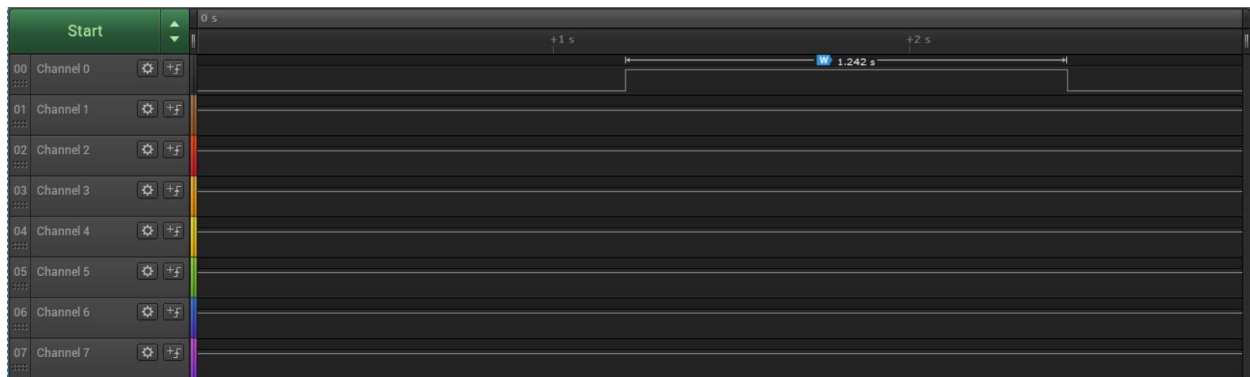 Start
0 s
+1 s +2 s
00 Channel 0
W 1.242 s
01 Channel 1
02 Channel 2
03 Channel 3
04 Channel 4
05 Channel 5
06 Channel 6
07 Channel 7